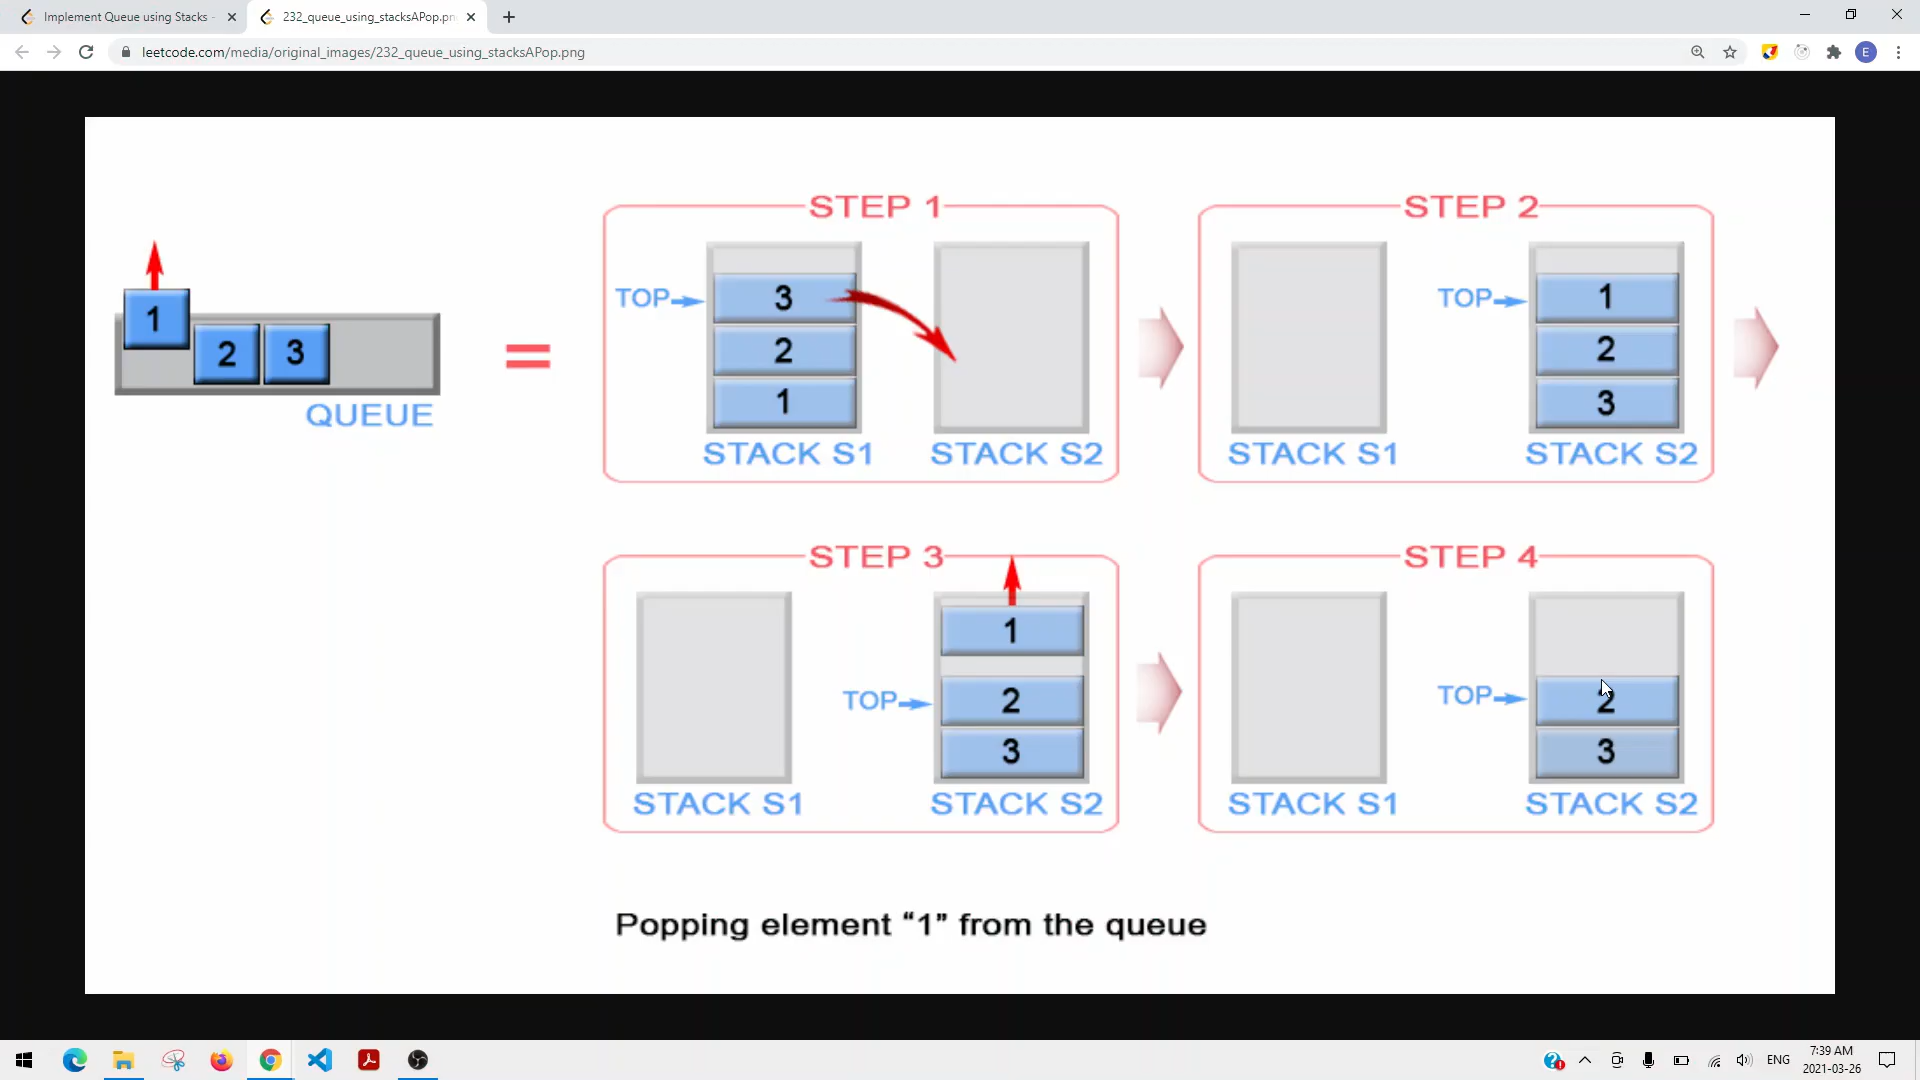 Implement Queue using Stacks -
232_queue_using_stacksAPop.pn
leetcode.com/media/original_images/232_queue_using_stacksAPop.png
E
STEP 1
STEP 2
TOP
3
2
1
STACK S1
STACK S2
TOP
1
2
3
STACK S1
STACK S2
1
2
3
QUEUE
=
STEP 3
STEP 4
1
TOP
2
3
STACK S1
STACK S2
TOP
2
3
STACK S1
STACK S2
Popping element “1” from the queue
ENG
7:39 AM
2021-03-26